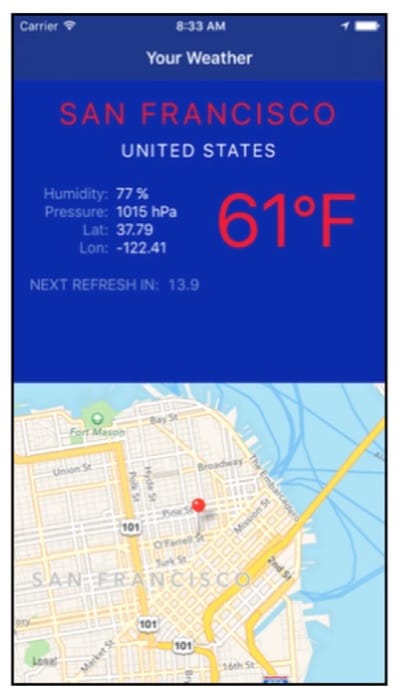 Carrier
8:33 AM
Your Weather
SAN FRANCISCO
UNITED STATES
Humidity: 77 %
Pressure: 1015 hPa
Lat: 37.79
Lon: -122.41
61°F
NEXT REFRESH IN: 13.9
Fort Mason
Bay St
Union St
Polk St
Hyde St
Broadway
The Embarcadero
Pine St
Mission St
101
O'Farrell St
Turk St
2nd St
SAN FRANCISCO
101
101
Market St
Bry
16th St
Legal